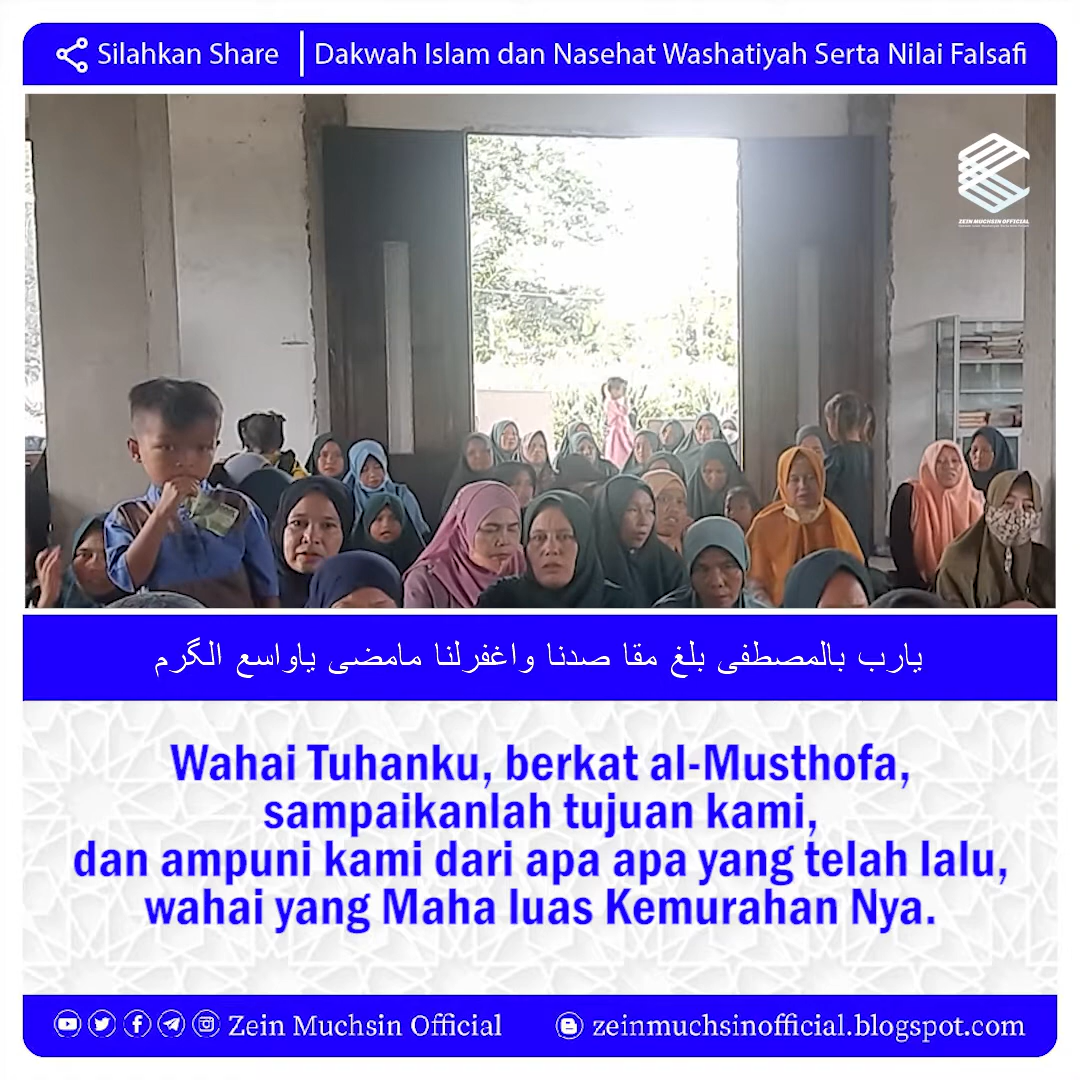 Silahkan Share | Dakwah Islam dan Nasehat Washatiyah Serta Nilai Falsafi
ZEIN MUCHSIN OFFICIAL
يارب بالمصطفى بلغ مقا صدنا واغفرلنا مامضى ياواسع الگرم
Wahai Tuhanku, berkat al-Musthofa,
sampaikanlah tujuan kami,
dan ampuni kami dari apa apa yang telah lalu,
wahai yang Maha luas Kemurahan Nya.
Zein Muchsin Official
zeinmuchsinofficial.blogspot.com